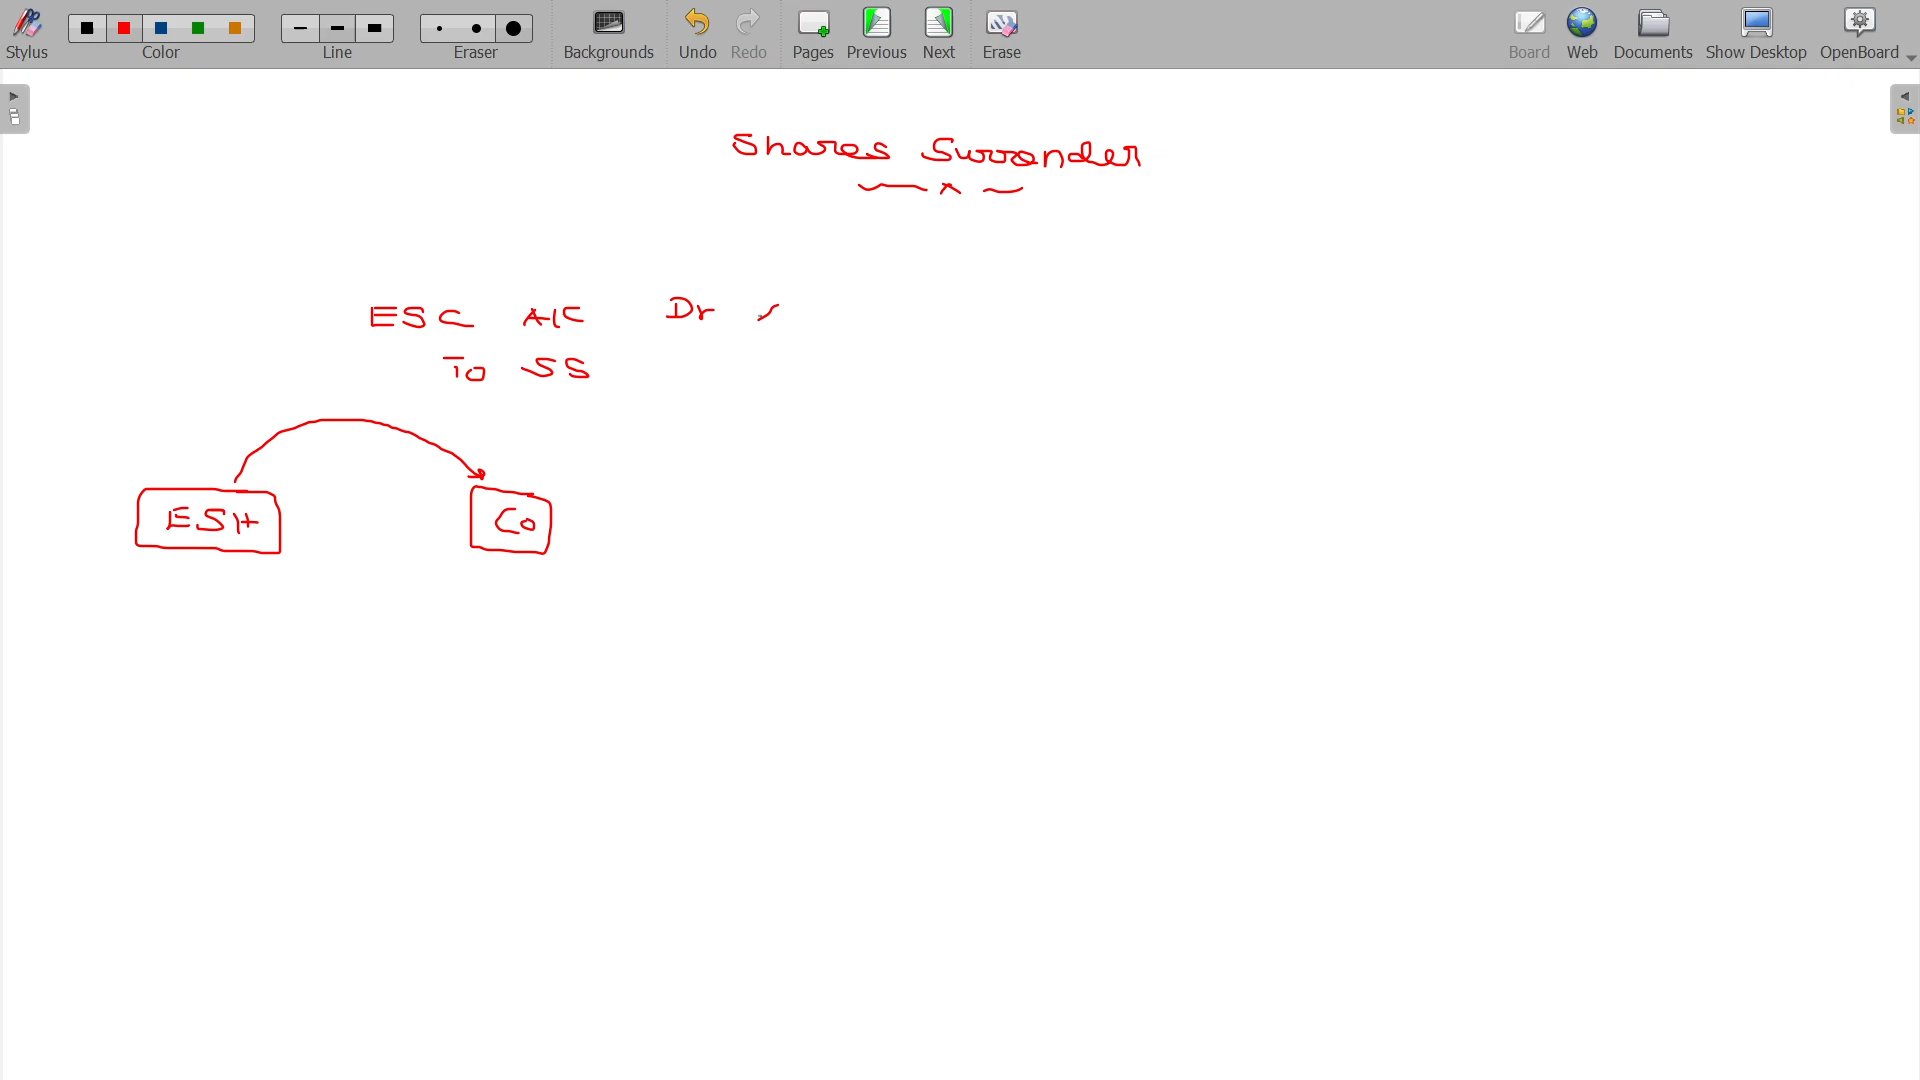 Stylus Color Line Eraser Backgrounds Undo Redo Pages Previous Next Erase Board Web Documents Show Desktop OpenBoard
Shares Surrander
ESC A/C Dr
To SS
ESH Co